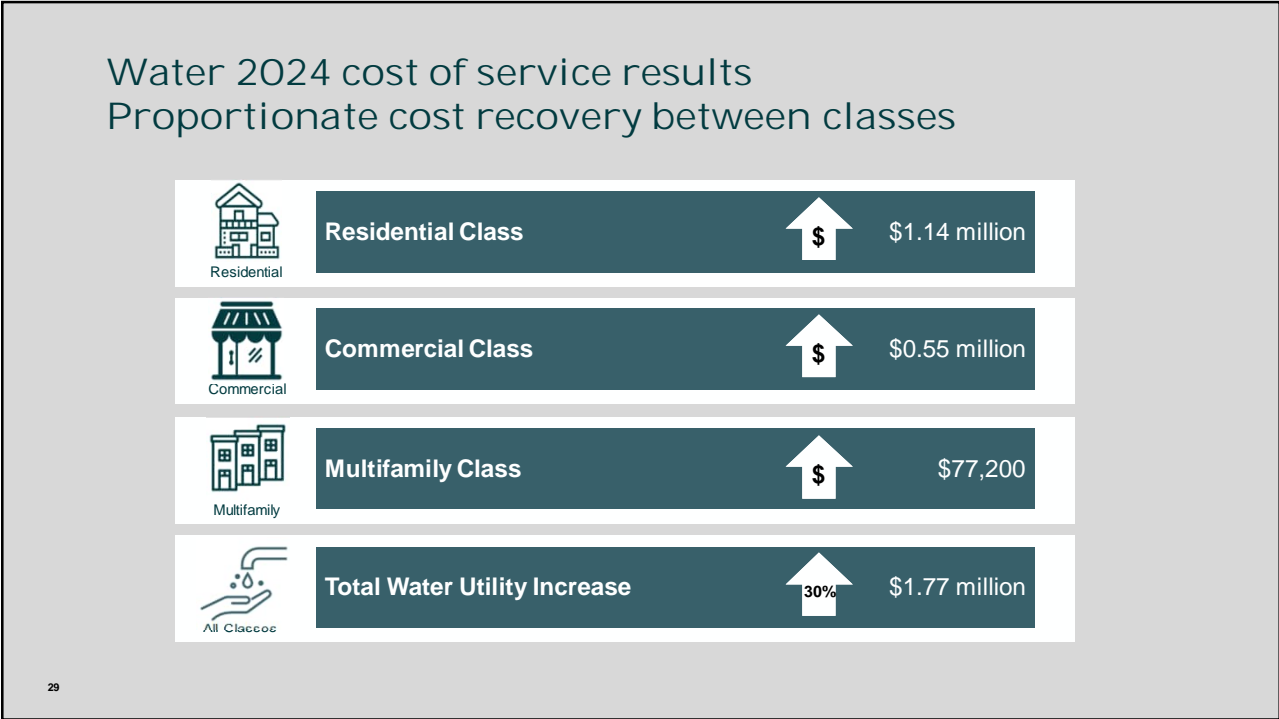 Water 2024 cost of service results
Proportionate cost recovery between classes
Residential
Residential Class
$
$1.14 million
Commercial
Commercial Class
$
$0.55 million
Multifamily
Multifamily Class
$
$77,200
All Classes
Total Water Utility Increase
30%
$1.77 million
29